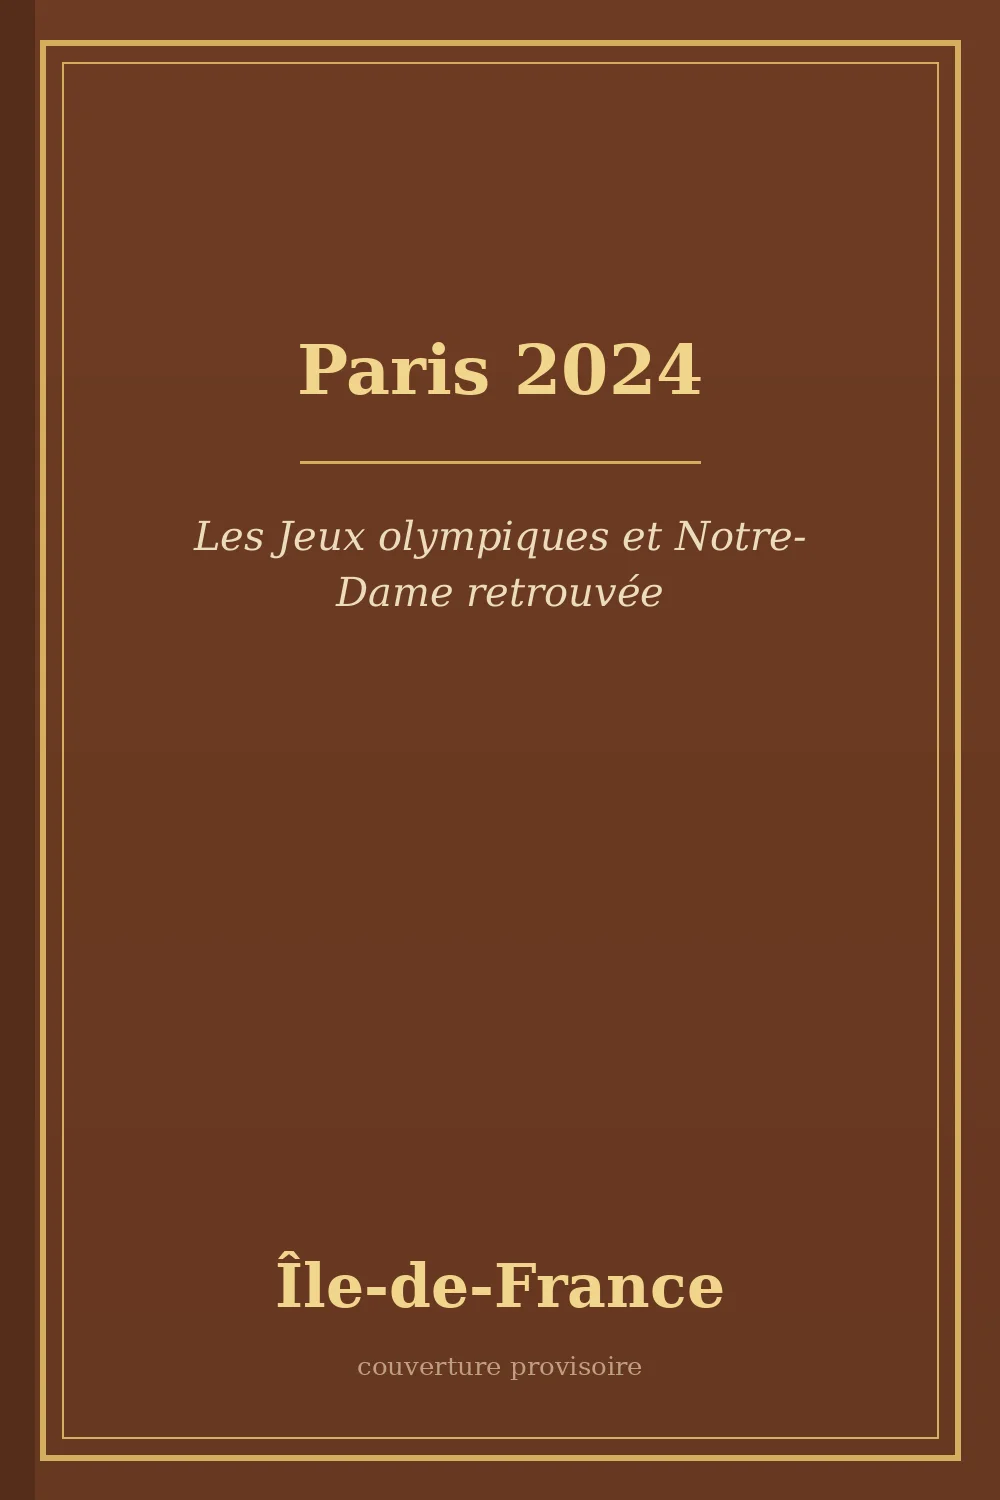 Paris 2024
Les Jeux olympiques et Notre-
Dame retrouvée
Île-de-France
couverture provisoire